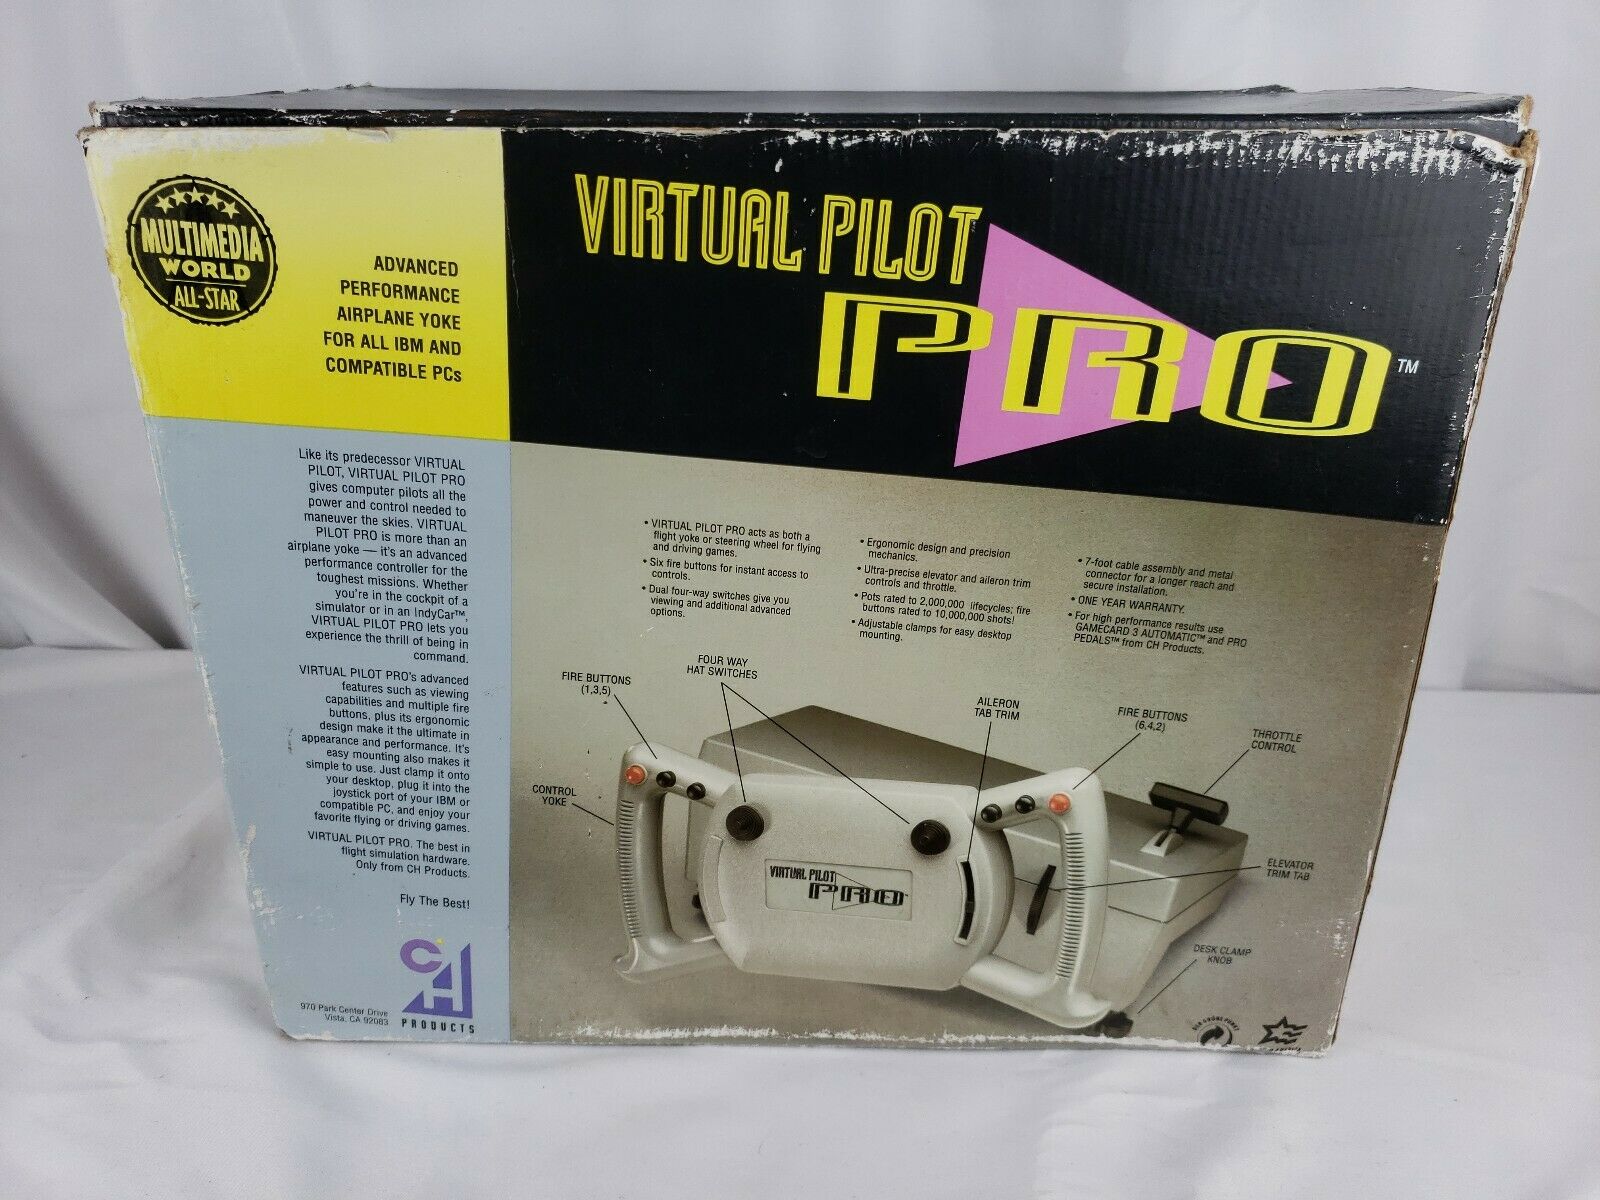 MULTIMEDIA
WORLD
ALL-STAR
ADVANCED
PERFORMANCE
AIRPLANE YOKE
FOR ALL IBM AND
COMPATIBLE PCs
VIRTUAL PILOT
PRO™
Like its predecessor VIRTUAL
PILOT, VIRTUAL PILOT PRO
gives computer pilots all the
power and control needed to
maneuver the skies. VIRTUAL
PILOT PRO is more than an
airplane yoke — it's an advanced
performance controller for the
toughest missions. Whether
you're in the cockpit of a
simulator or in an IndyCar™,
VIRTUAL PILOT PRO lets you
experience the thrill of being in
command.
VIRTUAL PILOT PRO's advanced
features such as viewing
capabilities and multiple fire
buttons, plus its ergonomic
design make it the ultimate in
appearance and performance. It's
easy mounting also makes it
simple to use. Just clamp it onto
your desktop, plug it into the
joystick port of your IBM or
compatible PC, and enjoy your
favorite flying or driving games.
VIRTUAL PILOT PRO. The best in
flight simulation hardware.
Only from CH Products.
Fly The Best!
CH
PRODUCTS
970 Park Center Drive
Vista, CA 92083
• VIRTUAL PILOT PRO acts as both a
flight yoke or steering wheel for flying
and driving games.
• Six fire buttons for instant access to
controls.
• Dual four-way switches give you
viewing and additional advanced
options.
• Ergonomic design and precision
mechanics.
• Ultra-precise elevator and aileron trim
controls and throttle.
• Pots rated to 2,000,000 lifecycles; fire
buttons rated to 10,000,000 shots!
• Adjustable clamps for easy desktop
mounting.
• 7-foot cable assembly and metal
connector for a longer reach and
secure installation.
• ONE YEAR WARRANTY.
• For high performance results use
GAMECARD 3 AUTOMATIC™ and PRO
PEDALS™ from CH Products.
FIRE BUTTONS
(1,3,5)
FOUR WAY
HAT SWITCHES
AILERON
TAB TRIM
FIRE BUTTONS
(6,4,2)
THROTTLE
CONTROL
CONTROL
YOKE
ELEVATOR
TRIM TAB
DESK CLAMP
KNOB
VIRTUAL PILOT
PRO™
DER GRÜNE PUNKT